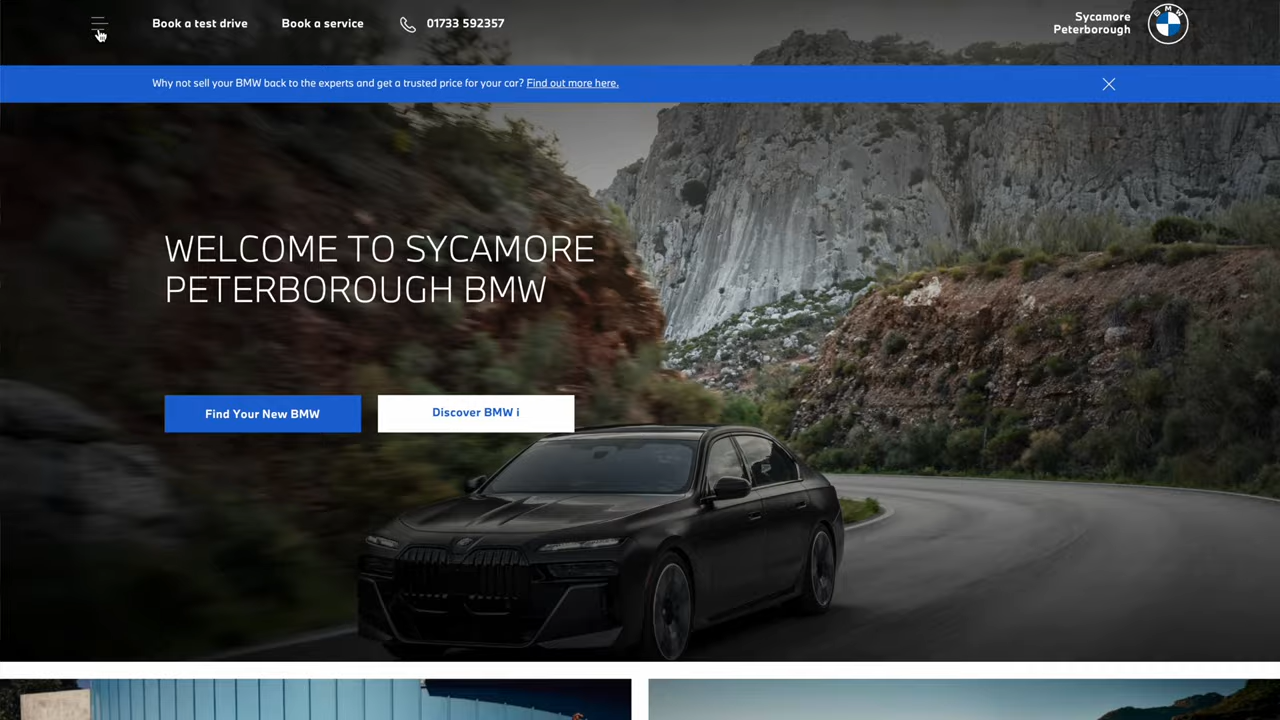 Book a test drive
Book a service
01733 592357
Sycamore
Peterborough
BMW
Why not sell your BMW back to the experts and get a trusted price for your car? Find out more here.
WELCOME TO SYCAMORE
PETERBOROUGH BMW
Find Your New BMW
Discover BMW i